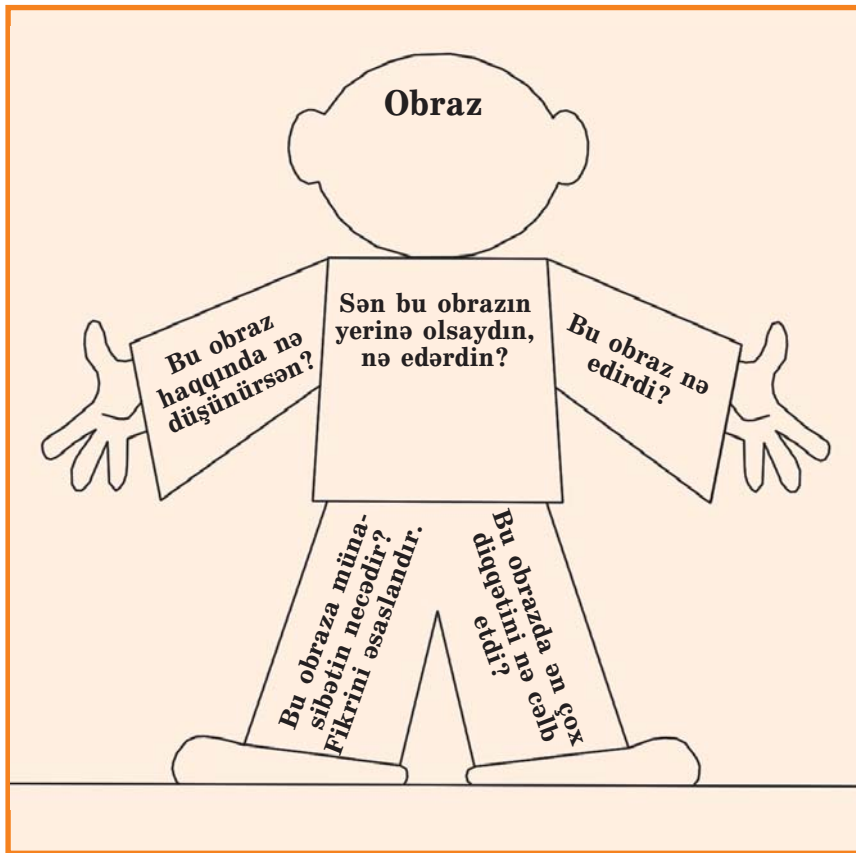 Obraz
Bu obraz
haqqında nə
düşünürsən?
Sən bu obrazın
yerinə olsaydın,
nə edərdin?
Bu obraz nə
edirdi?
Bu obraza müna-
sibətin necədir?
Fikrini əsaslandır.
Bu obrazda ən çox
diqqətini nə cəlb
etdi?